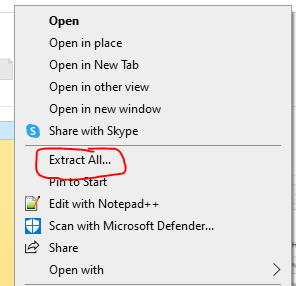 Open
Open in place
Open in New Tab
Open in other view
Open in new window
Share with Skype
Extract All...
Pin to Start
Edit with Notepad++
Scan with Microsoft Defender...
Share
Open with